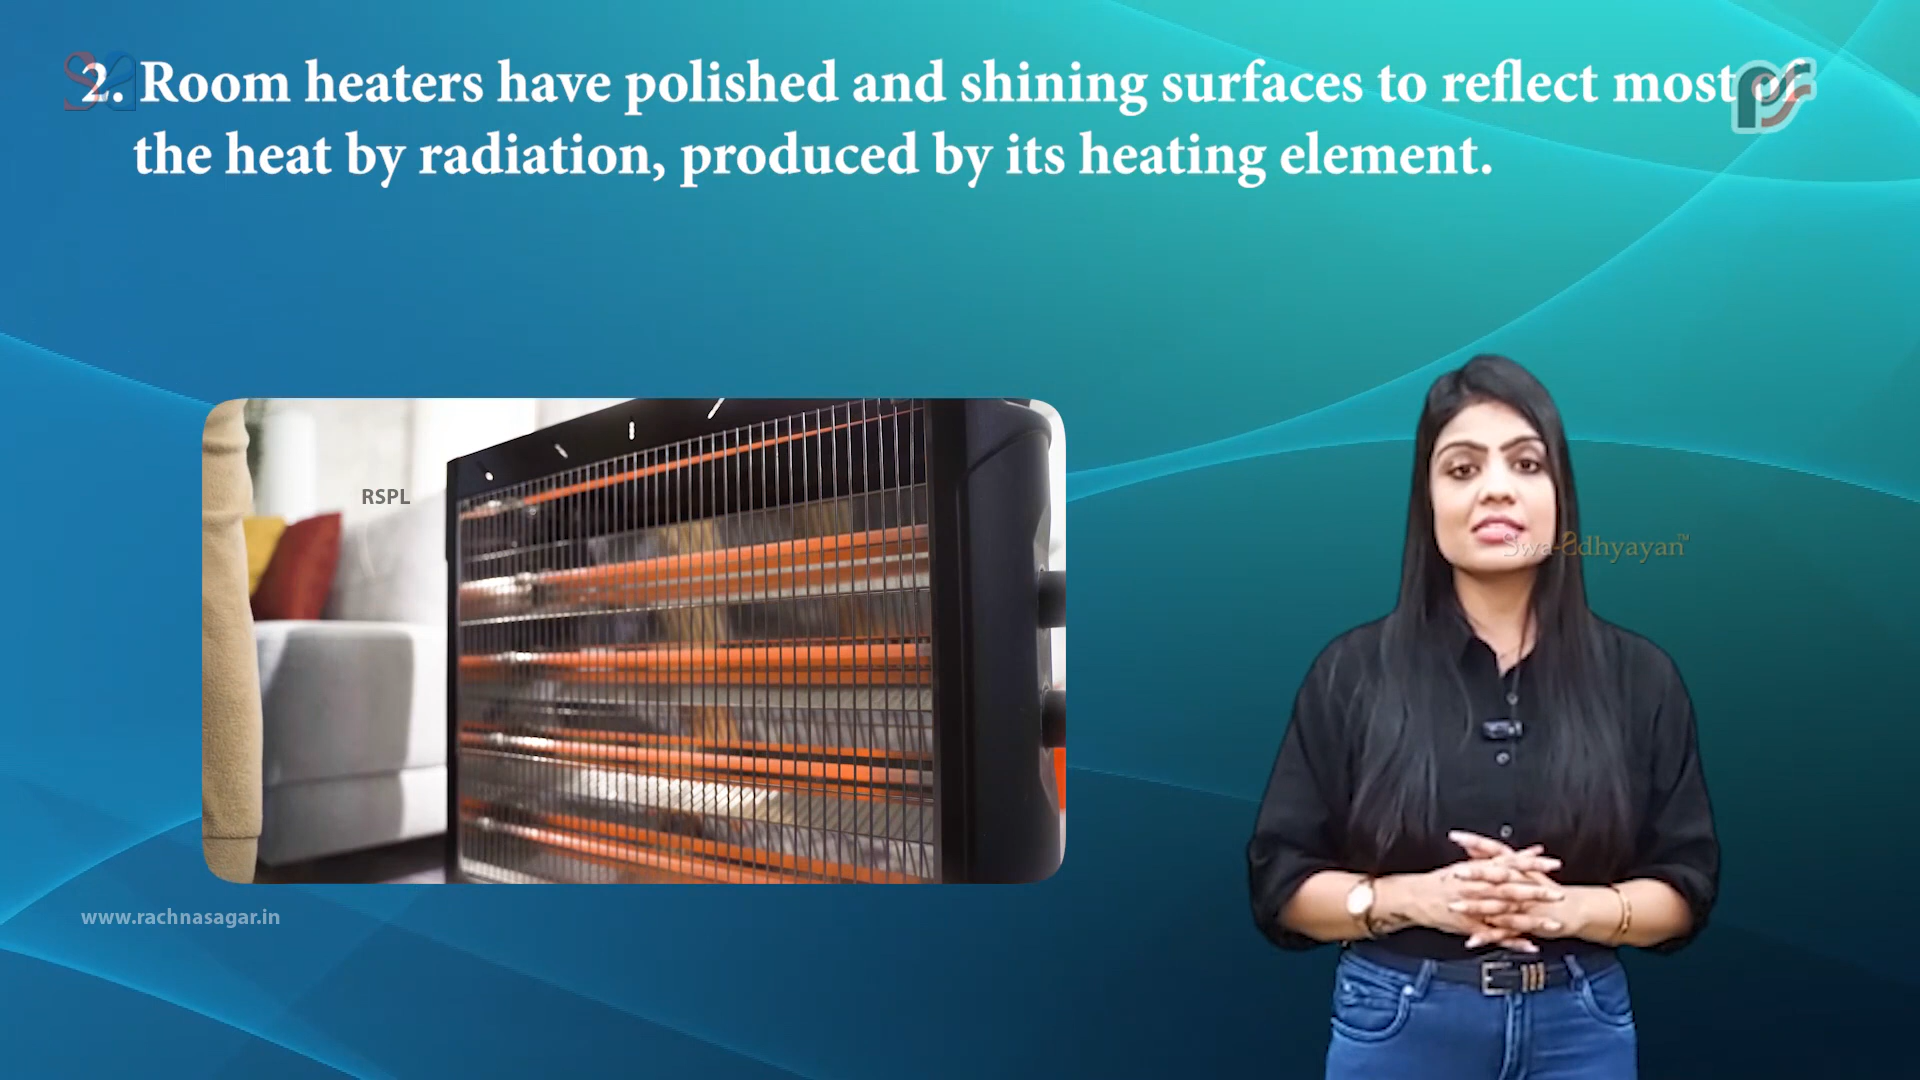 2. Room heaters have polished and shining surfaces to reflect most of
the heat by radiation, produced by its heating element.
RSPL
Swa-adhyayan™
www.rachnasagar.in